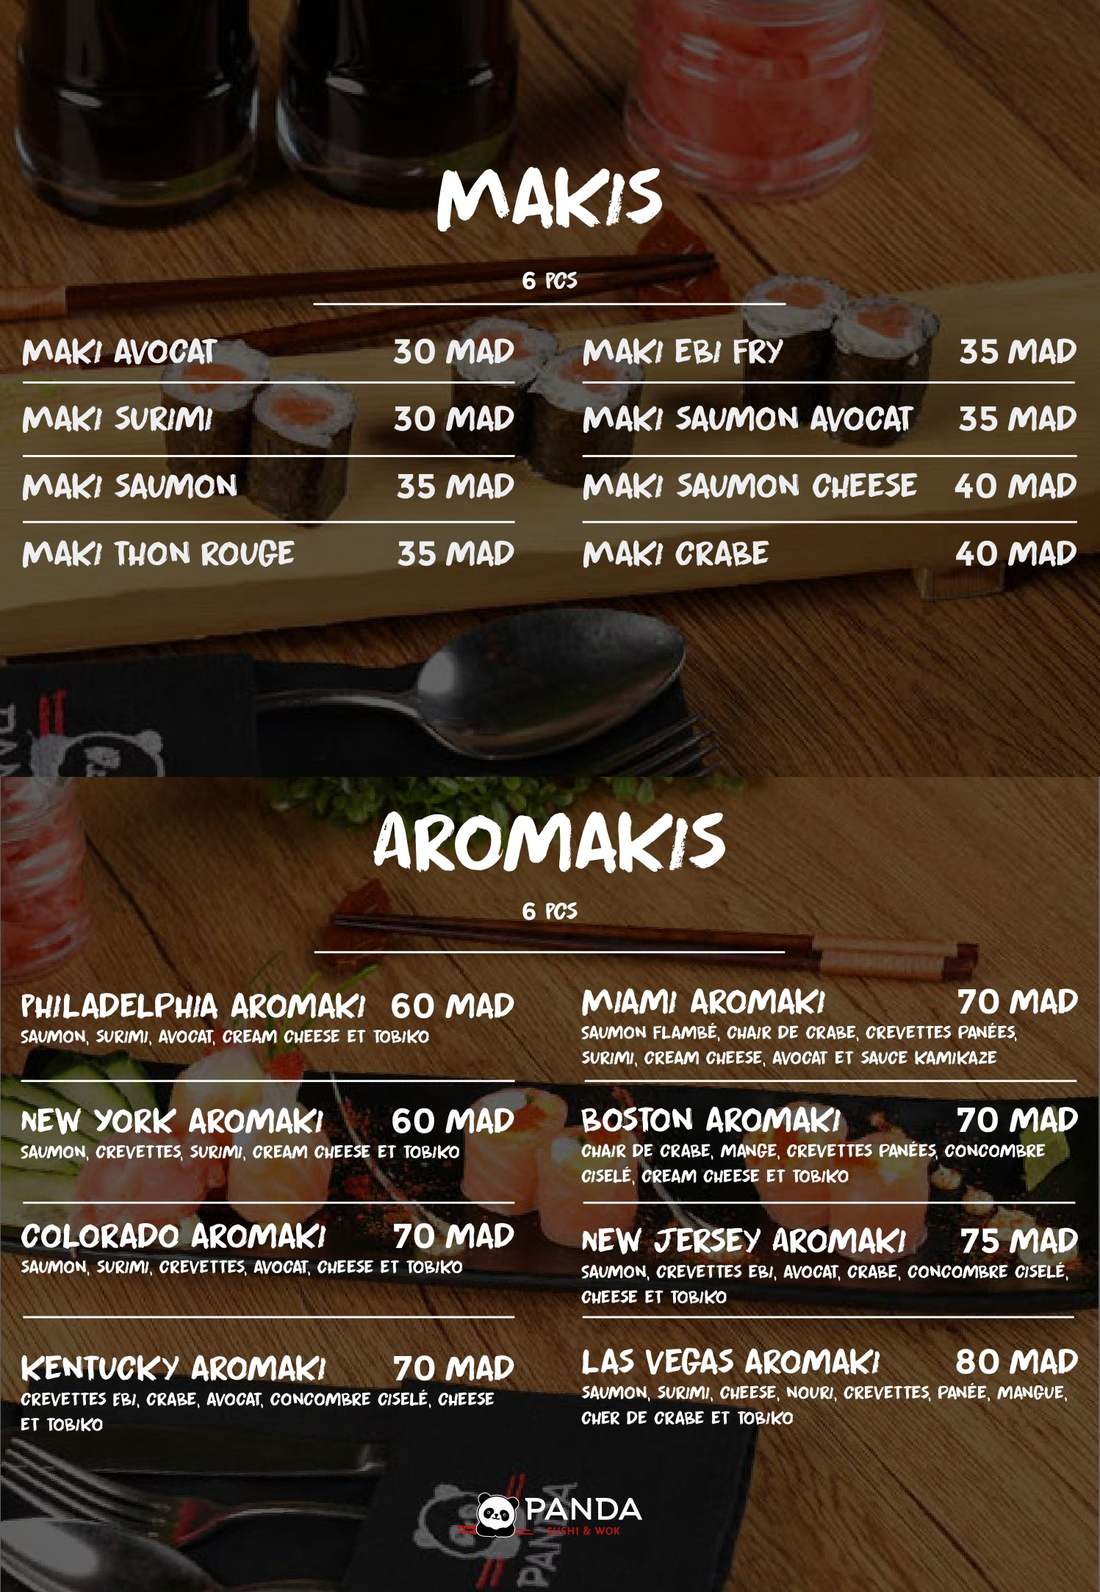 MAKIS
6 PCS
MAKI AVOCAT 30 MAD
MAKI SURIMI 30 MAD
MAKI SAUMON 35 MAD
MAKI THON ROUGE 35 MAD
MAKI EBI FRY 35 MAD
MAKI SAUMON AVOCAT 35 MAD
MAKI SAUMON CHEESE 40 MAD
MAKI CRABE 40 MAD
AROMAKIS
6 PCS
PHILADELPHIA AROMAKI 60 MAD
SAUMON, SURIMI, AVOCAT, CREAM CHEESE ET TOBIKO
NEW YORK AROMAKI 60 MAD
SAUMON, CREVETTES, SURIMI, CREAM CHEESE ET TOBIKO
COLORADO AROMAKI 70 MAD
SAUMON, SURIMI, CREVETTES, AVOCAT, CHEESE ET TOBIKO
KENTUCKY AROMAKI 70 MAD
CREVETTES EBI, CRABE, AVOCAT, CONCOMBRE CISELÉ, CHEESE
ET TOBIKO
MIAMI AROMAKI 70 MAD
SAUMON FLAMBÉ, CHAIR DE CRABE, CREVETTES PANÉES,
SURIMI, CREAM CHEESE, AVOCAT ET SAUCE KAMIKAZE
BOSTON AROMAKI 70 MAD
CHAIR DE CRABE, MANGE, CREVETTES PANÉES, CONCOMBRE
CISELÉ, CREAM CHEESE ET TOBIKO
NEW JERSEY AROMAKI 75 MAD
SAUMON, CREVETTES EBI, AVOCAT, CRABE, CONCOMBRE CISELÉ,
CHEESE ET TOBIKO
LAS VEGAS AROMAKI 80 MAD
SAUMON, SURIMI, CHEESE, NOURI, CREVETTES, PANÉE, MANGUE,
CHER DE CRABE ET TOBIKO
PANDA
SUSHI & WOK
PANDA